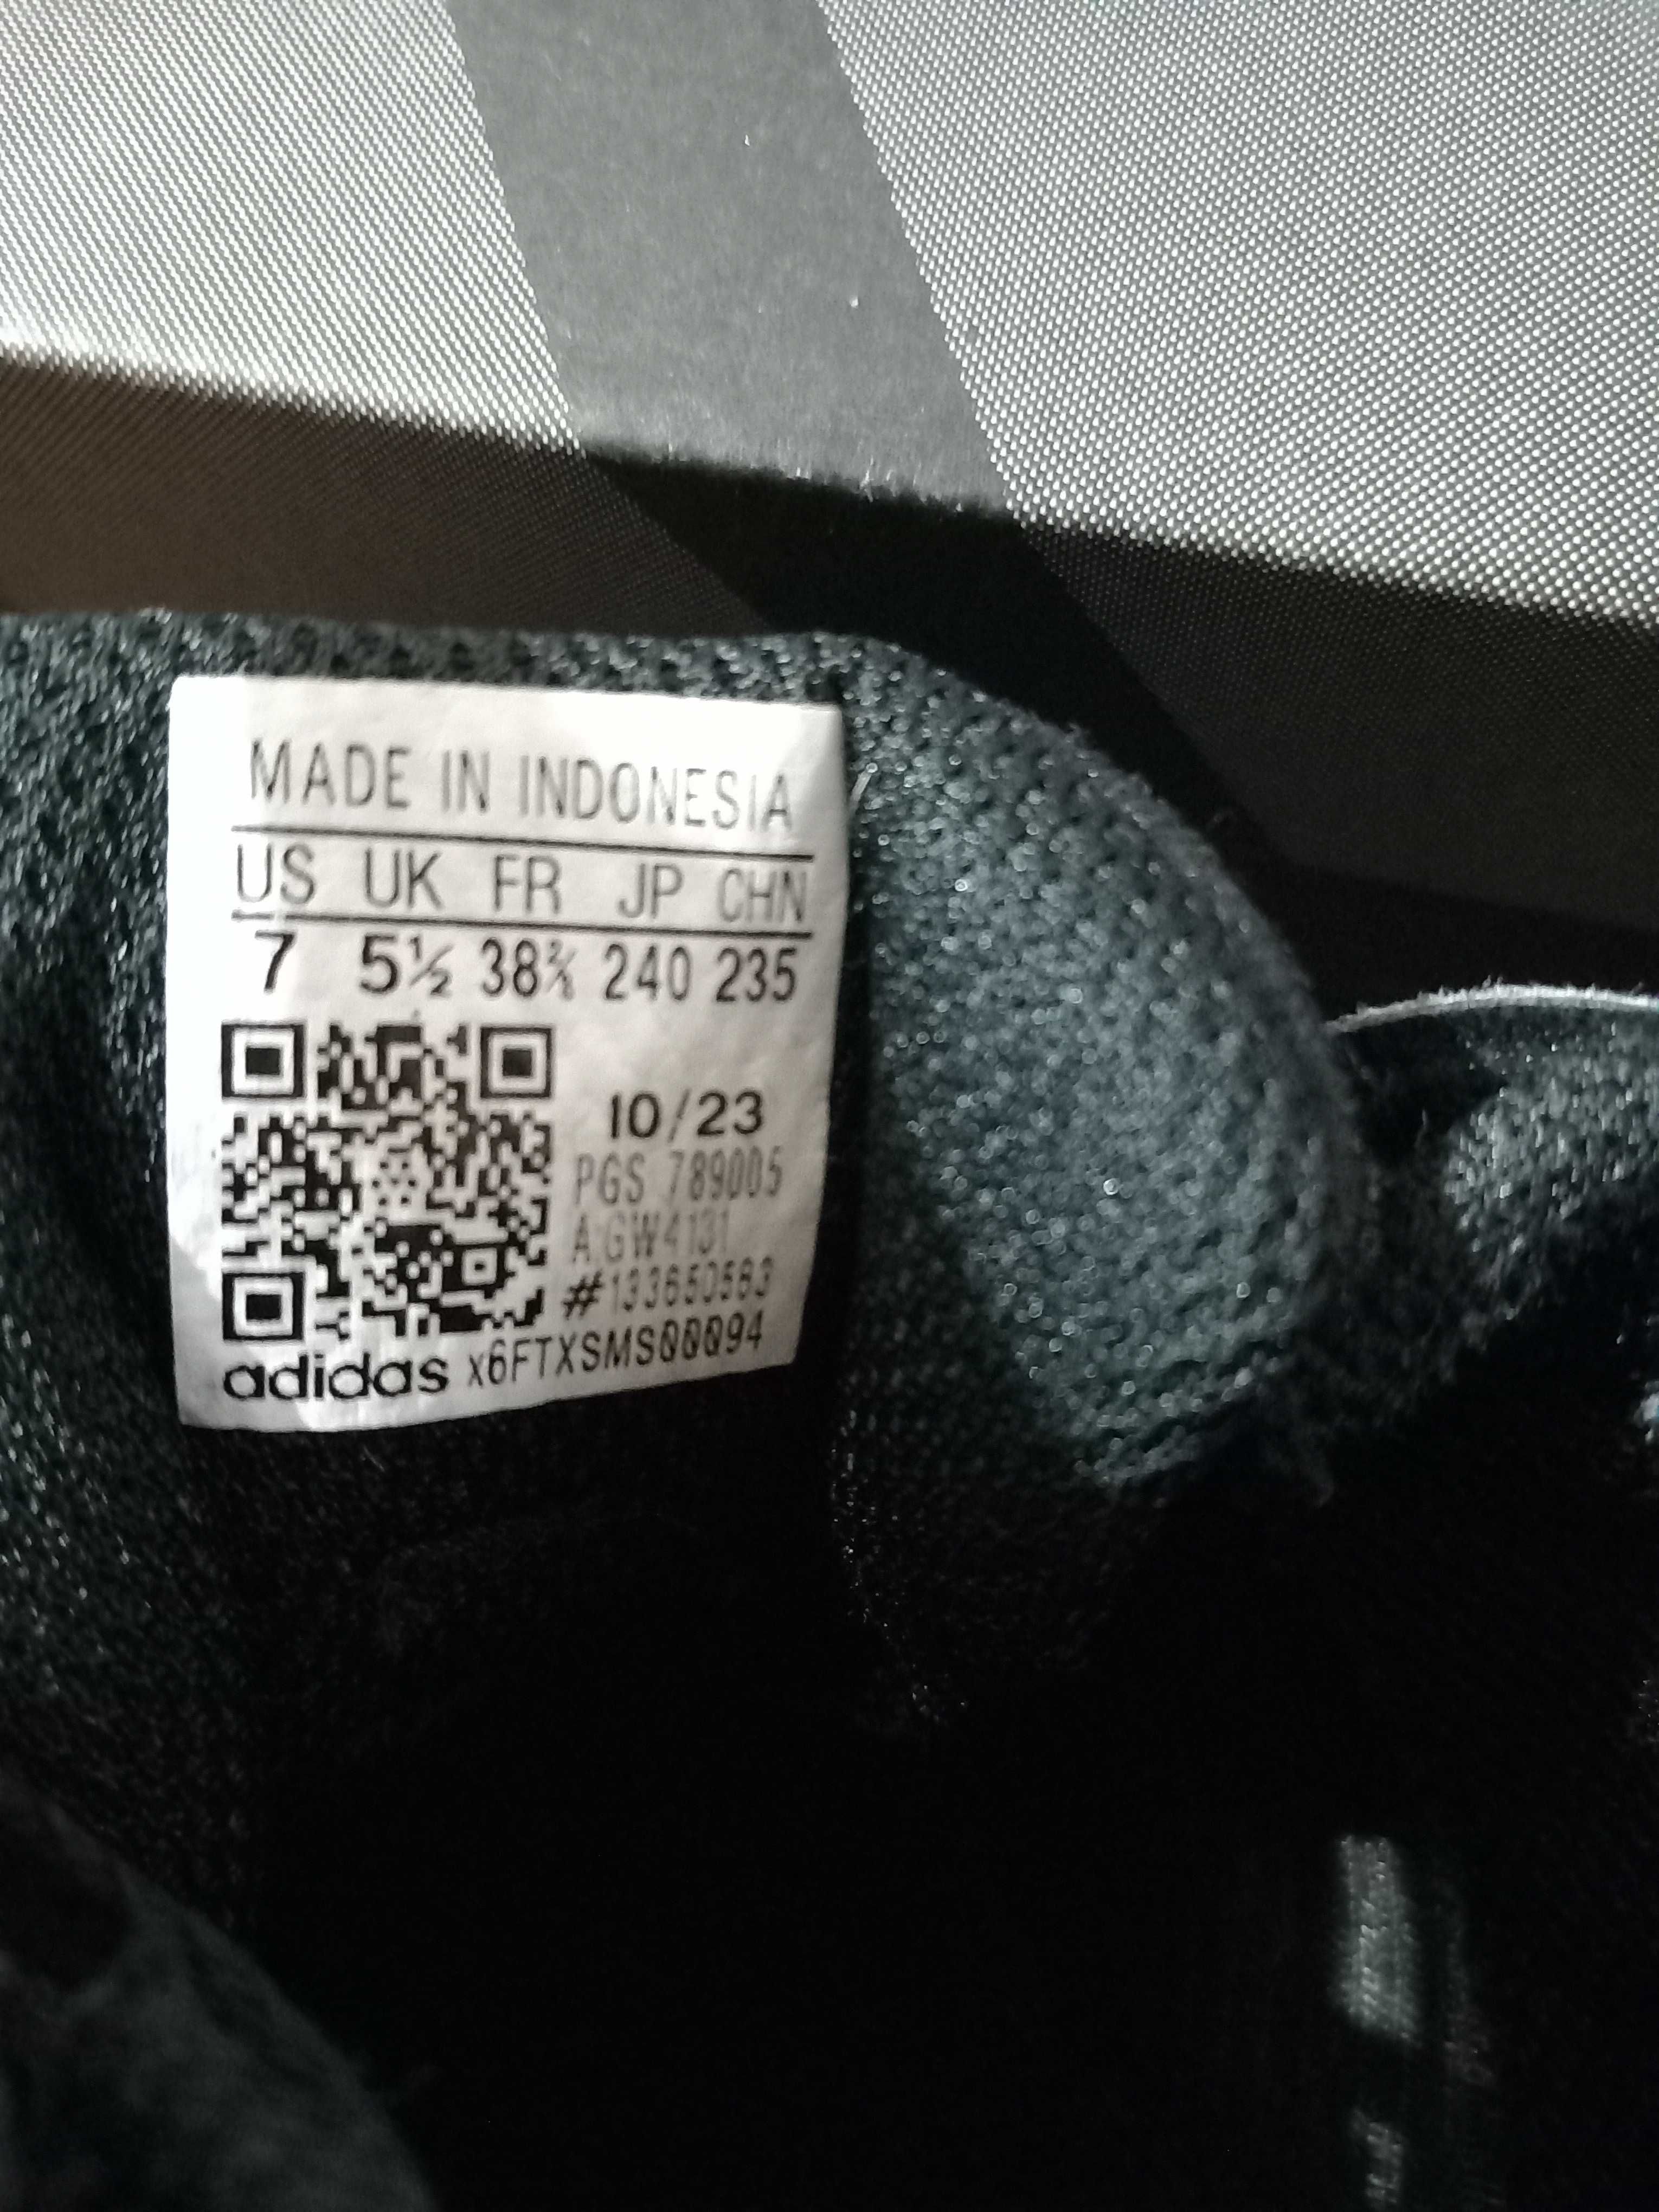 MADE IN INDONESIA
US UK FR JP CHN
7 5½ 38⅔ 240 235
10/23
PGS 789005
A:GW4131
#133650583
adidas x6FTXSMS00094